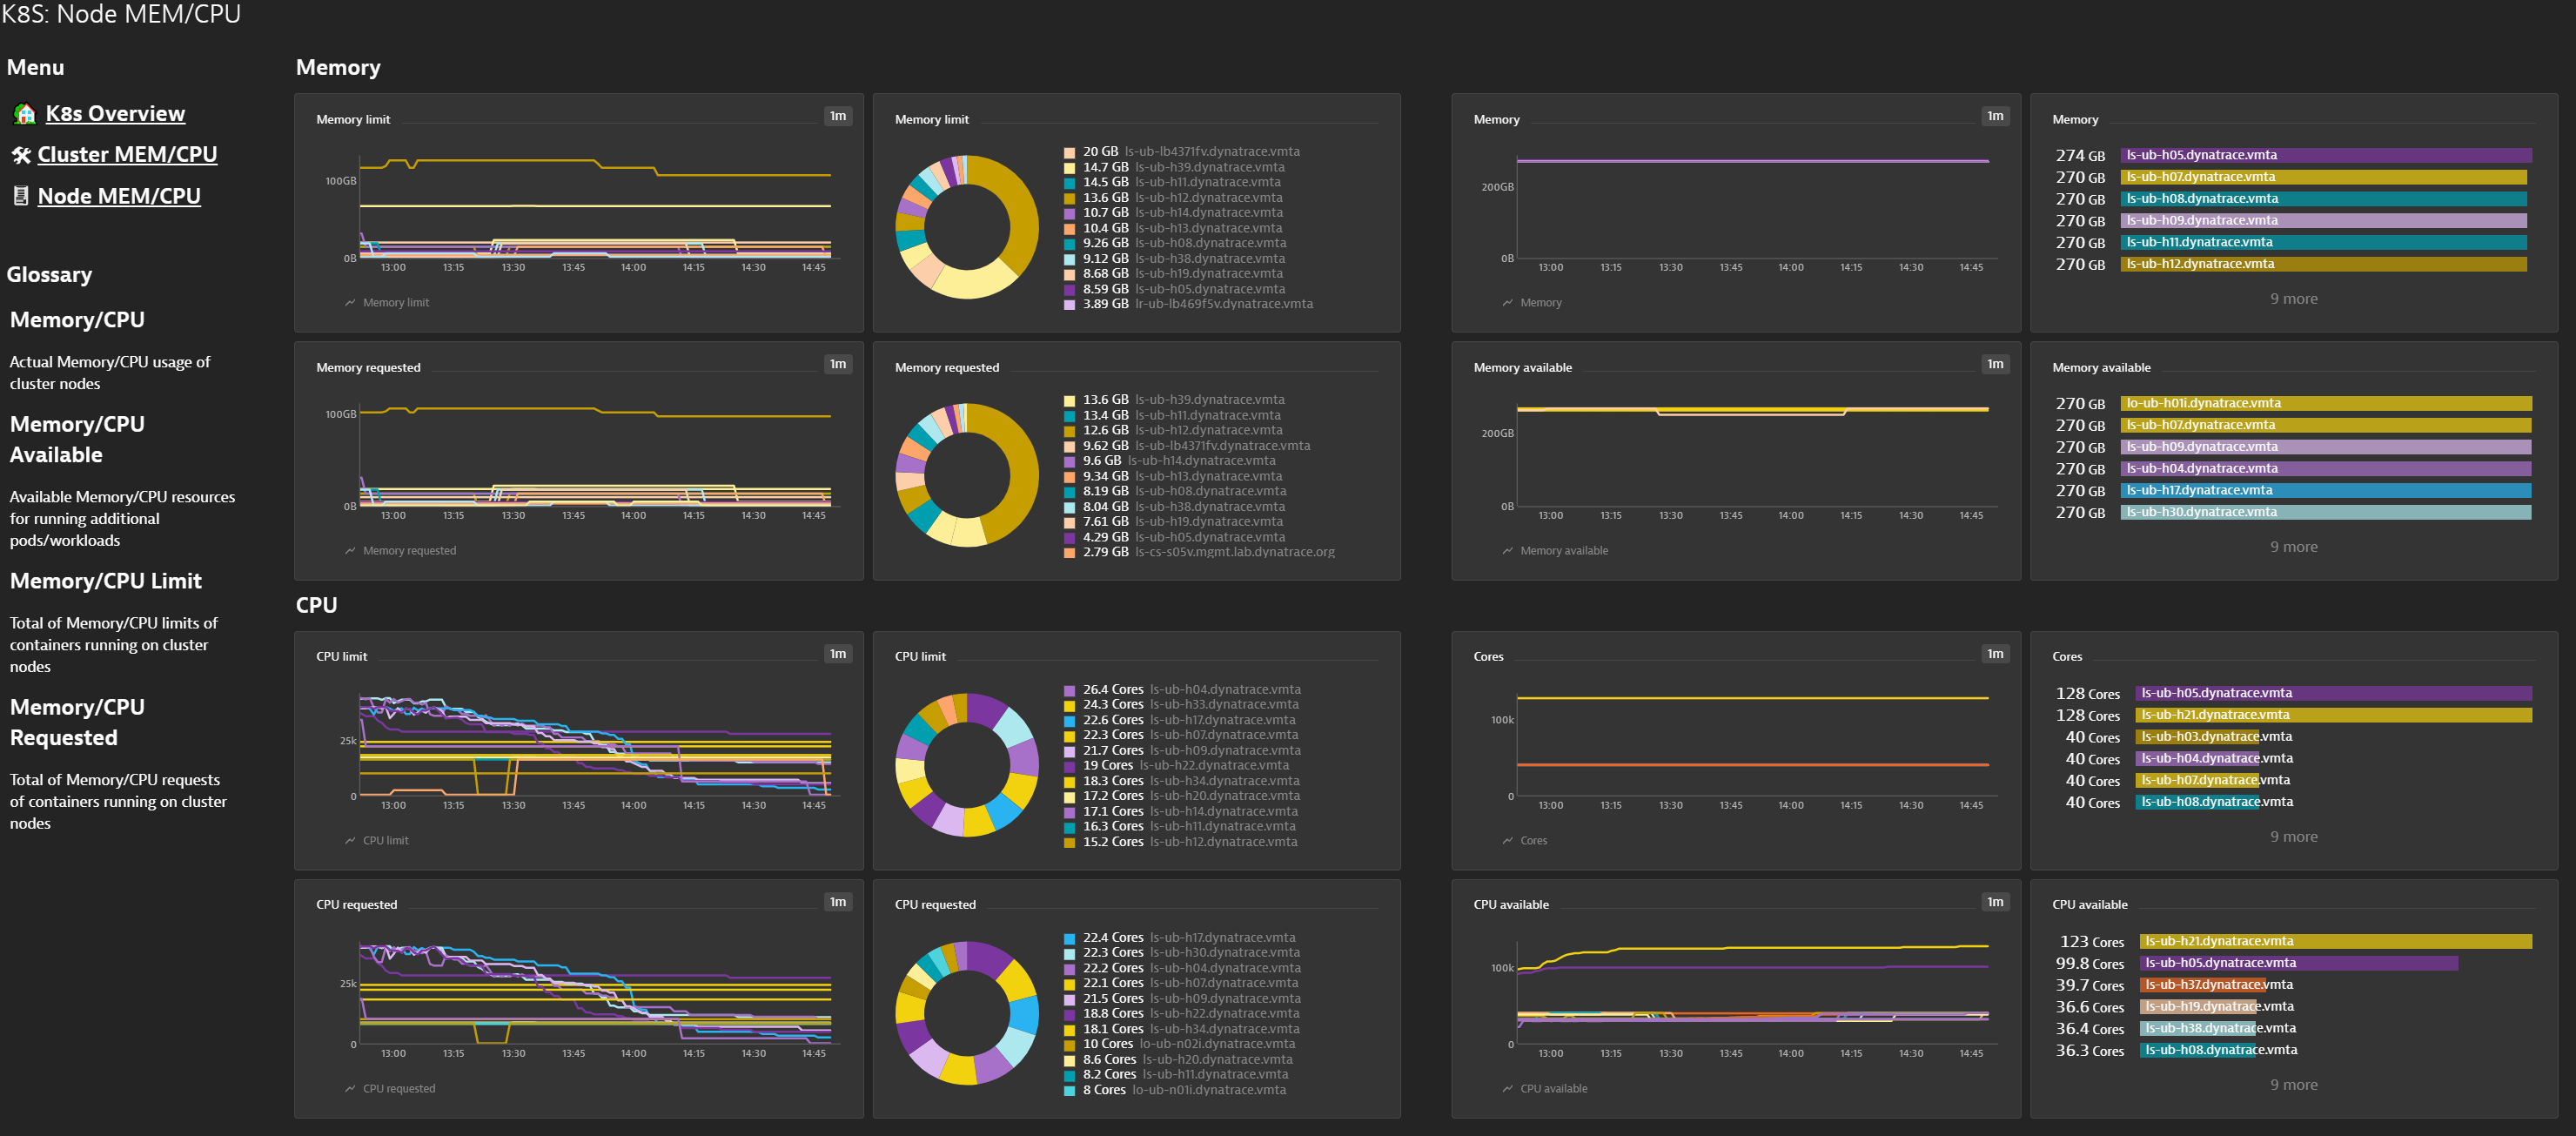 K8S: Node MEM/CPU
Menu
K8s Overview
Cluster MEM/CPU
Node MEM/CPU
Glossary
Memory/CPU
Actual Memory/CPU usage of
cluster nodes
Memory/CPU
Available
Available Memory/CPU resources
for running additional
pods/workloads
Memory/CPU Limit
Total of Memory/CPU limits of
containers running on cluster
nodes
Memory/CPU
Requested
Total of Memory/CPU requests
of containers running on cluster
nodes
Memory
Memory limit
1m
100GB
0B
13:00 13:15 13:30 13:45 14:00 14:15 14:30 14:45
Memory limit
Memory limit
20 GB ls-ub-lb4371fv.dynatrace.vmta
14.7 GB ls-ub-h39.dynatrace.vmta
14.5 GB ls-ub-h11.dynatrace.vmta
13.6 GB ls-ub-h12.dynatrace.vmta
10.7 GB ls-ub-h14.dynatrace.vmta
10.4 GB ls-ub-h13.dynatrace.vmta
9.26 GB ls-ub-h08.dynatrace.vmta
9.12 GB ls-ub-h38.dynatrace.vmta
8.68 GB ls-ub-h19.dynatrace.vmta
8.59 GB ls-ub-h05.dynatrace.vmta
3.89 GB lr-ub-lb469f5v.dynatrace.vmta
Memory
1m
200GB
0B
13:00 13:15 13:30 13:45 14:00 14:15 14:30 14:45
Memory
Memory
274 GB ls-ub-h05.dynatrace.vmta
270 GB ls-ub-h07.dynatrace.vmta
270 GB ls-ub-h08.dynatrace.vmta
270 GB ls-ub-h09.dynatrace.vmta
270 GB ls-ub-h11.dynatrace.vmta
270 GB ls-ub-h12.dynatrace.vmta
9 more
Memory requested
1m
100GB
0B
13:00 13:15 13:30 13:45 14:00 14:15 14:30 14:45
Memory requested
Memory requested
13.6 GB ls-ub-h39.dynatrace.vmta
13.4 GB ls-ub-h11.dynatrace.vmta
12.6 GB ls-ub-h12.dynatrace.vmta
9.62 GB ls-ub-lb4371fv.dynatrace.vmta
9.6 GB ls-ub-h14.dynatrace.vmta
9.34 GB ls-ub-h13.dynatrace.vmta
8.19 GB ls-ub-h08.dynatrace.vmta
8.04 GB ls-ub-h38.dynatrace.vmta
7.61 GB ls-ub-h19.dynatrace.vmta
4.29 GB ls-ub-h05.dynatrace.vmta
2.79 GB ls-cs-s05v.mgmt.lab.dynatrace.org
Memory available
1m
200GB
0B
13:00 13:15 13:30 13:45 14:00 14:15 14:30 14:45
Memory available
Memory available
270 GB lo-ub-h01i.dynatrace.vmta
270 GB ls-ub-h07.dynatrace.vmta
270 GB ls-ub-h09.dynatrace.vmta
270 GB ls-ub-h04.dynatrace.vmta
270 GB ls-ub-h17.dynatrace.vmta
270 GB ls-ub-h30.dynatrace.vmta
9 more
CPU
CPU limit
1m
25k
0
13:00 13:15 13:30 13:45 14:00 14:15 14:30 14:45
CPU limit
CPU limit
26.4 Cores ls-ub-h04.dynatrace.vmta
24.3 Cores ls-ub-h33.dynatrace.vmta
22.6 Cores ls-ub-h17.dynatrace.vmta
22.3 Cores ls-ub-h07.dynatrace.vmta
21.7 Cores ls-ub-h09.dynatrace.vmta
19 Cores ls-ub-h22.dynatrace.vmta
18.3 Cores ls-ub-h34.dynatrace.vmta
17.2 Cores ls-ub-h20.dynatrace.vmta
17.1 Cores ls-ub-h14.dynatrace.vmta
16.3 Cores ls-ub-h11.dynatrace.vmta
15.2 Cores ls-ub-h12.dynatrace.vmta
Cores
1m
100k
0
13:00 13:15 13:30 13:45 14:00 14:15 14:30 14:45
Cores
Cores
128 Cores ls-ub-h05.dynatrace.vmta
128 Cores ls-ub-h21.dynatrace.vmta
40 Cores ls-ub-h03.dynatrace.vmta
40 Cores ls-ub-h04.dynatrace.vmta
40 Cores ls-ub-h07.dynatrace.vmta
40 Cores ls-ub-h08.dynatrace.vmta
9 more
CPU requested
1m
25k
0
13:00 13:15 13:30 13:45 14:00 14:15 14:30 14:45
CPU requested
CPU requested
22.4 Cores ls-ub-h17.dynatrace.vmta
22.3 Cores ls-ub-h30.dynatrace.vmta
22.2 Cores ls-ub-h04.dynatrace.vmta
22.1 Cores ls-ub-h07.dynatrace.vmta
21.5 Cores ls-ub-h09.dynatrace.vmta
18.8 Cores ls-ub-h22.dynatrace.vmta
18.1 Cores ls-ub-h34.dynatrace.vmta
10 Cores lo-ub-n02i.dynatrace.vmta
8.6 Cores ls-ub-h20.dynatrace.vmta
8.2 Cores ls-ub-h11.dynatrace.vmta
8 Cores lo-ub-n01i.dynatrace.vmta
CPU available
1m
100k
0
13:00 13:15 13:30 13:45 14:00 14:15 14:30 14:45
CPU available
CPU available
123 Cores ls-ub-h21.dynatrace.vmta
99.8 Cores ls-ub-h05.dynatrace.vmta
39.7 Cores ls-ub-h37.dynatrace.vmta
36.6 Cores ls-ub-h19.dynatrace.vmta
36.4 Cores ls-ub-h38.dynatrace.vmta
36.3 Cores ls-ub-h08.dynatrace.vmta
9 more